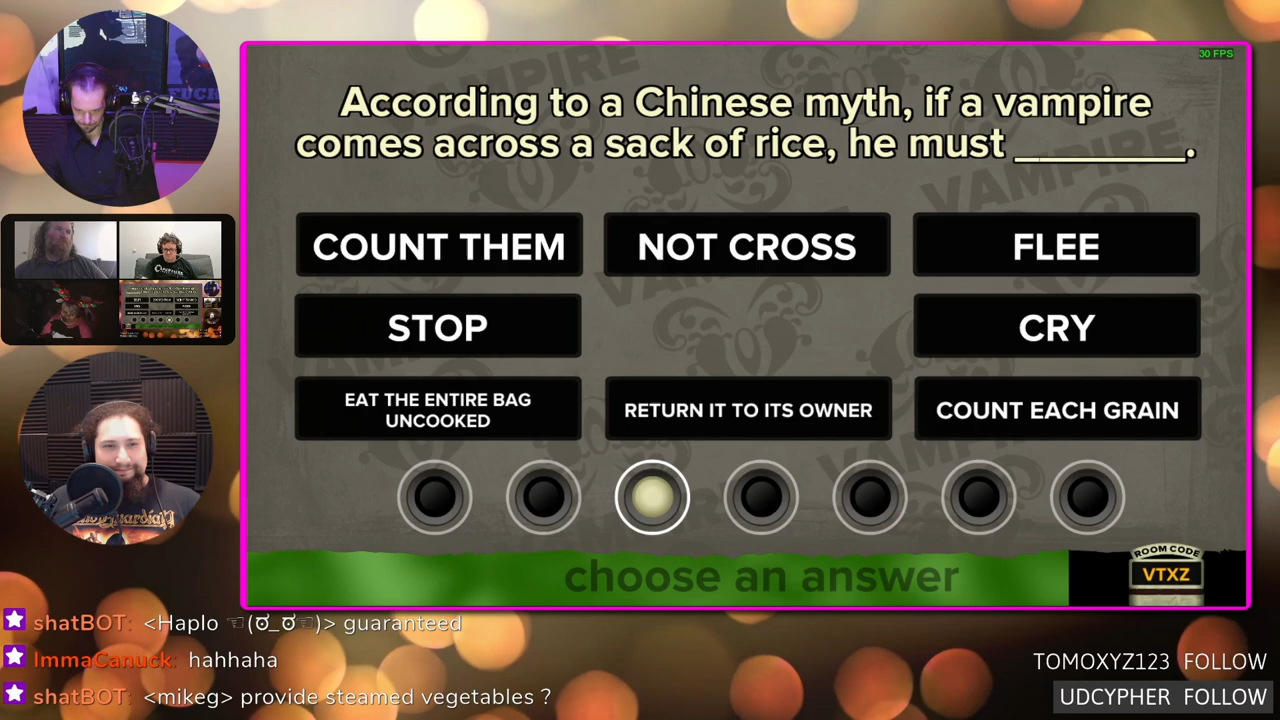 30 FPS
According to a Chinese myth, if a vampire
comes across a sack of rice, he must ________.
COUNT THEM
NOT CROSS
FLEE
STOP
CRY
EAT THE ENTIRE BAG
UNCOOKED
RETURN IT TO ITS OWNER
COUNT EACH GRAIN
choose an answer
ROOM CODE
VTXZ
shatBOT: <Haplo ☜(ಠ_ಠ☜)> guaranteed
ImmaCanuck: hahhaha
shatBOT: <mikeg> provide steamed vegetables ?
TOMOXYZ123 FOLLOW
UDCYPHER FOLLOW